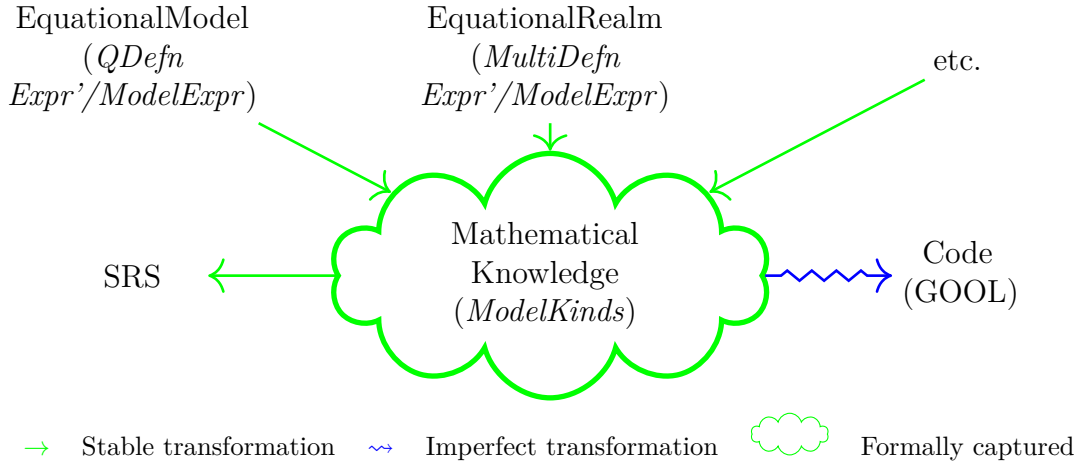 EquationalModel
(QDefn
Expr'/ModelExpr)
EquationalRealm
(MultiDefn
Expr'/ModelExpr)
etc.
Mathematical
Knowledge
(ModelKinds)
SRS
Code
(GOOL)
Stable transformation
Imperfect transformation
Formally captured